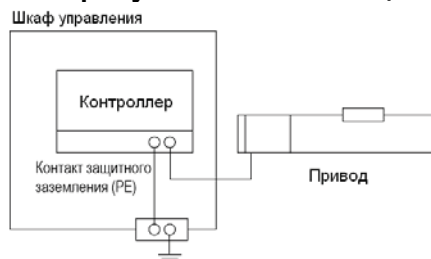 Шкаф управления
Контроллер
Контакт защитного
заземления (PE)
Привод